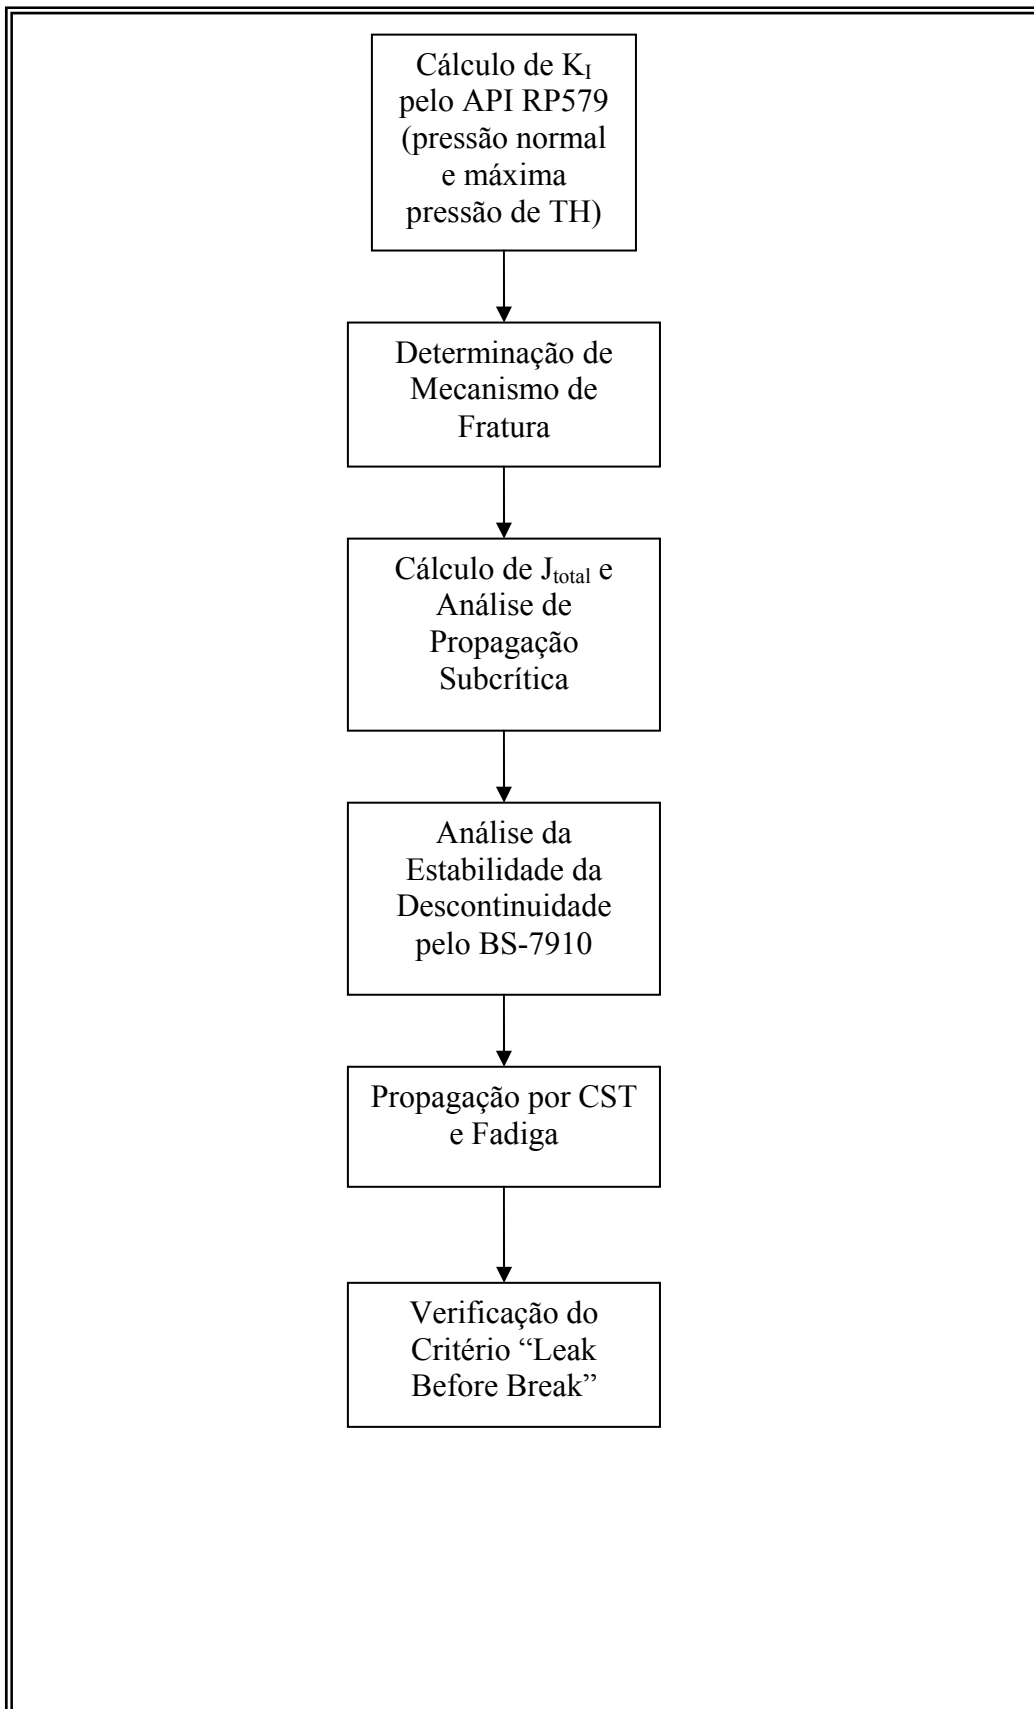 Cálculo de K_I
pelo API RP579
(pressão normal
e máxima
pressão de TH)
Determinação de
Mecanismo de
Fratura
Cálculo de J_total e
Análise de
Propagação
Subcrítica
Análise da
Estabilidade da
Descontinuidade
pelo BS-7910
Propagação por CST
e Fadiga
Verificação do
Critério “Leak
Before Break”